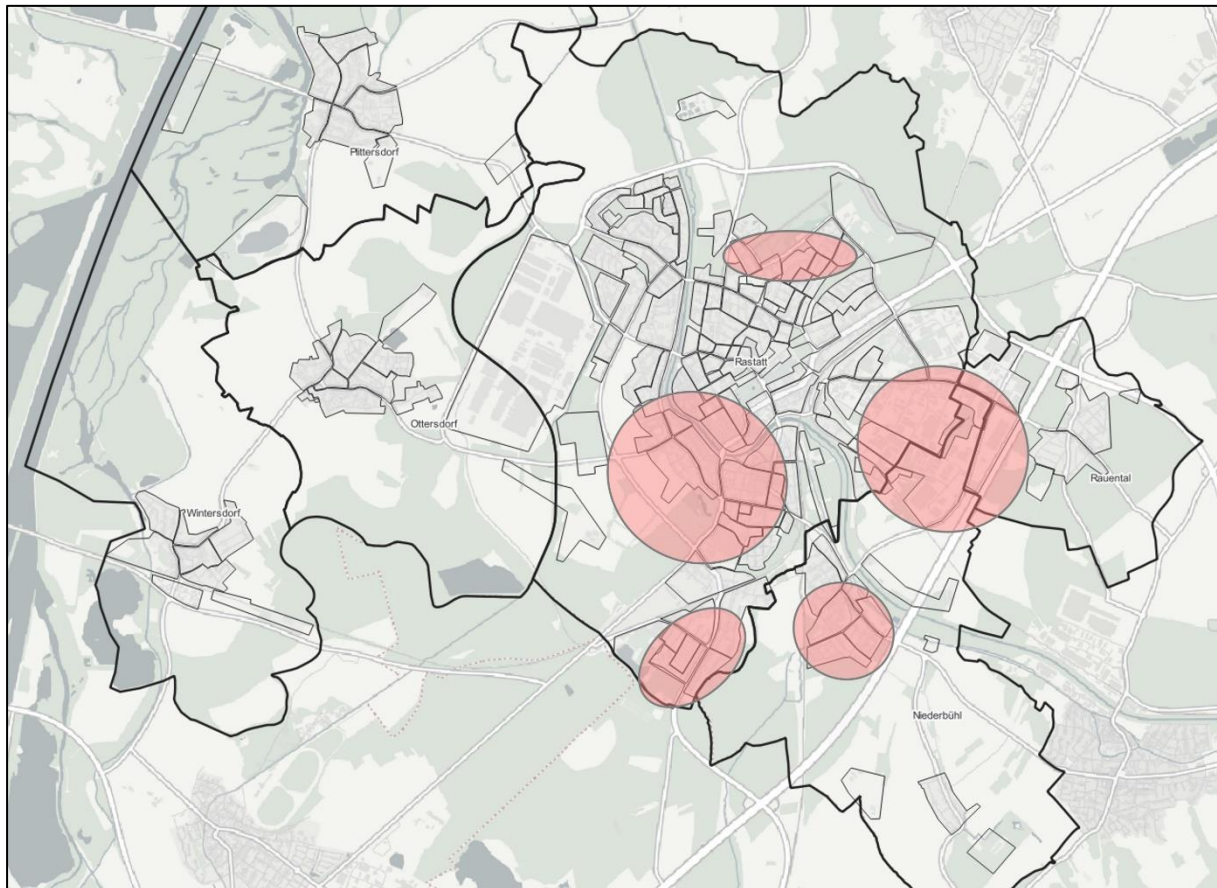 Plittersdorf
Rastatt
Ottersdorf
Rauental
Wintersdorf
Niederbühl